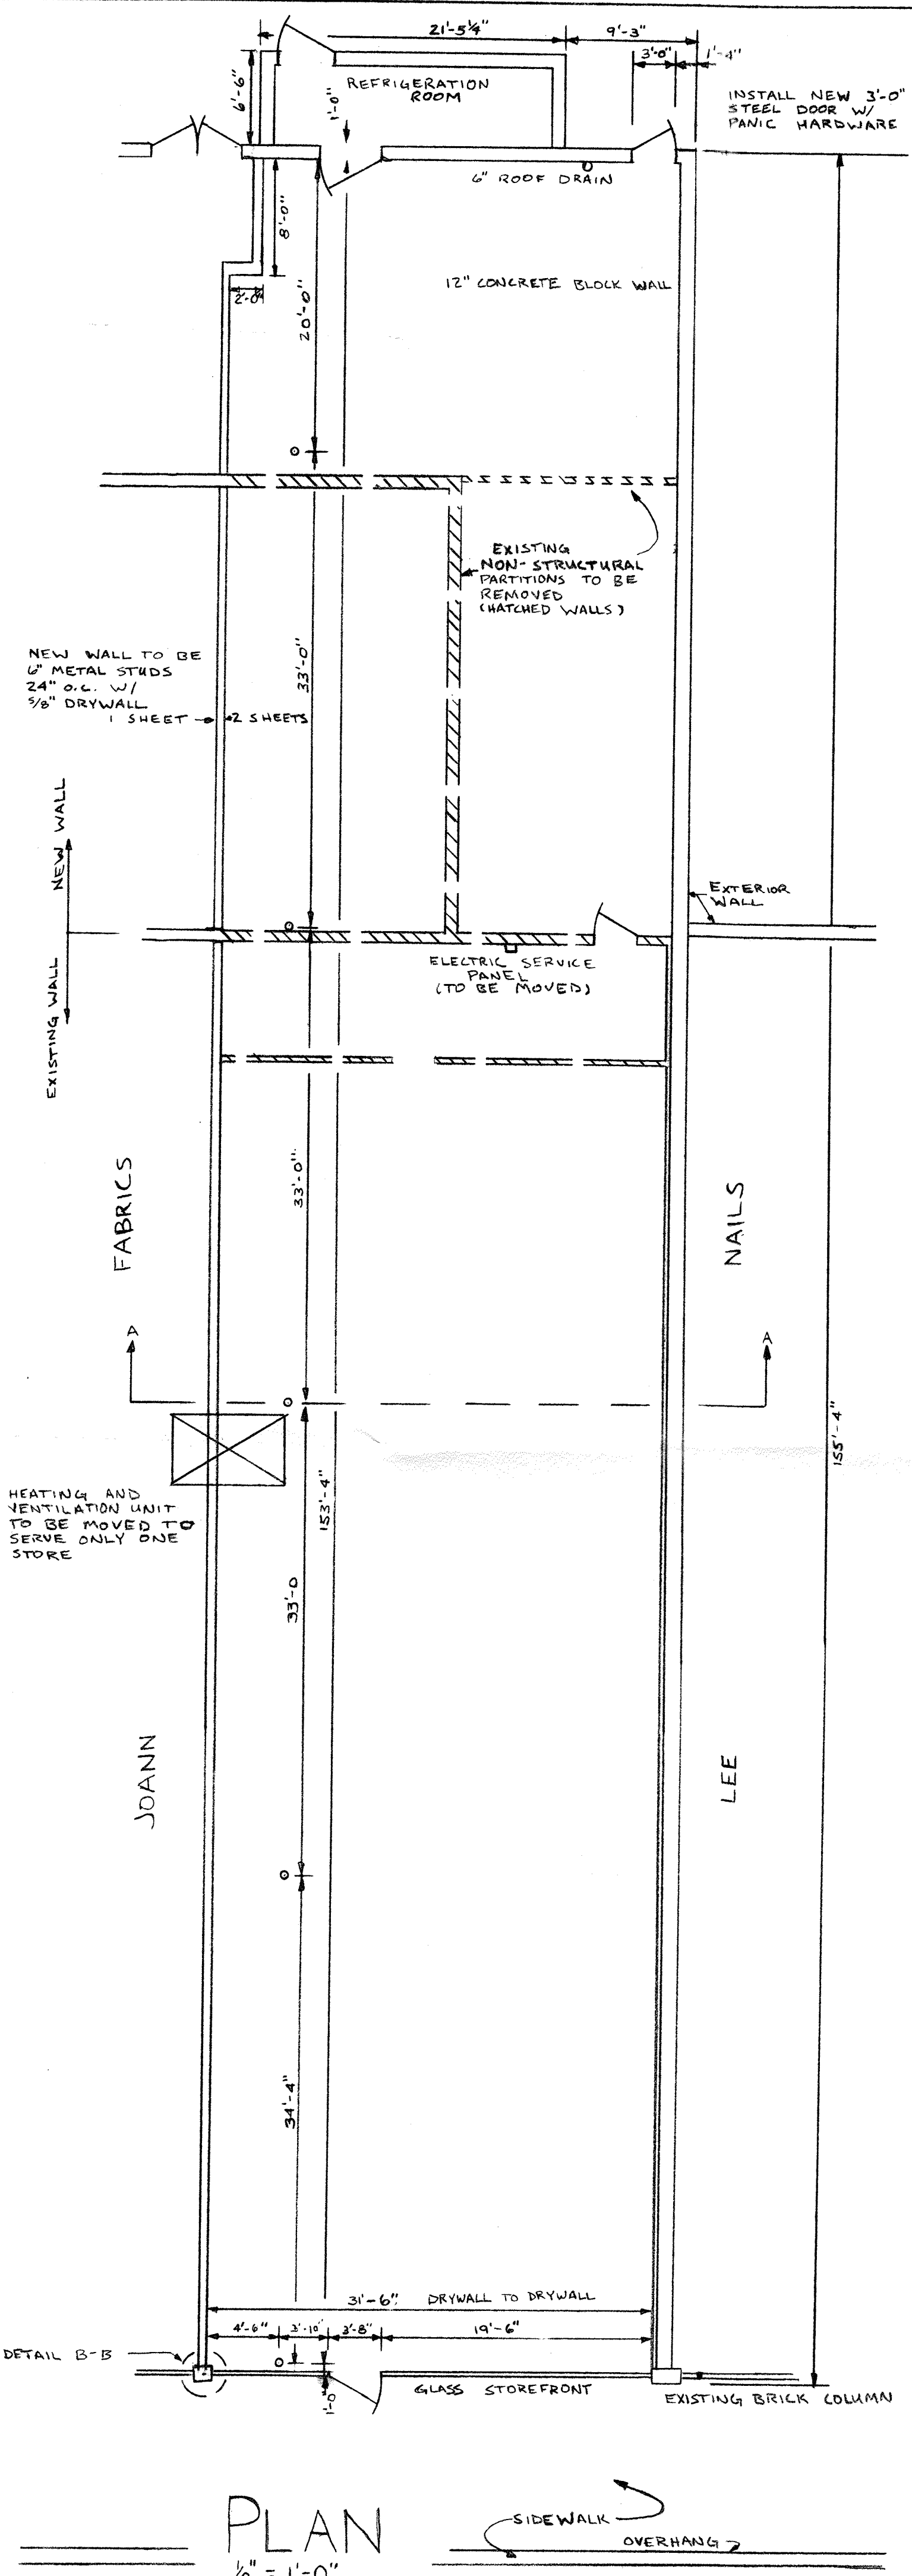 21'-5¼"
9'-3"
3'-0"
1'-4"
6'-6"
REFRIGERATION
ROOM
1'-0"
INSTALL NEW 3'-0"
STEEL DOOR W/
PANIC HARDWARE
6" ROOF DRAIN
8'-0"
2'-0"
20'-0"
12" CONCRETE BLOCK WALL
EXISTING
NON-STRUCTURAL
PARTITIONS TO BE
REMOVED
(HATCHED WALLS)
33'-0"
NEW WALL TO BE
6" METAL STUDS
24" O.C. W/
5/8" DRYWALL
1 SHEET
2 SHEETS
NEW WALL
EXISTING WALL
EXTERIOR
WALL
ELECTRIC SERVICE
PANEL
(TO BE MOVED)
33'-0"
FABRICS
NAILS
A
A
155'-4"
153'-4"
HEATING AND
VENTILATION UNIT
TO BE MOVED TO
SERVE ONLY ONE
STORE
33'-0
JOANN
LEE
34'-4"
31'-6" DRYWALL TO DRYWALL
4'-6"
3'-10"
3'-8"
19'-6"
DETAIL B-B
1'-0
GLASS STOREFRONT
EXISTING BRICK COLUMN
PLAN
SIDEWALK
OVERHANG
= 1'-0"